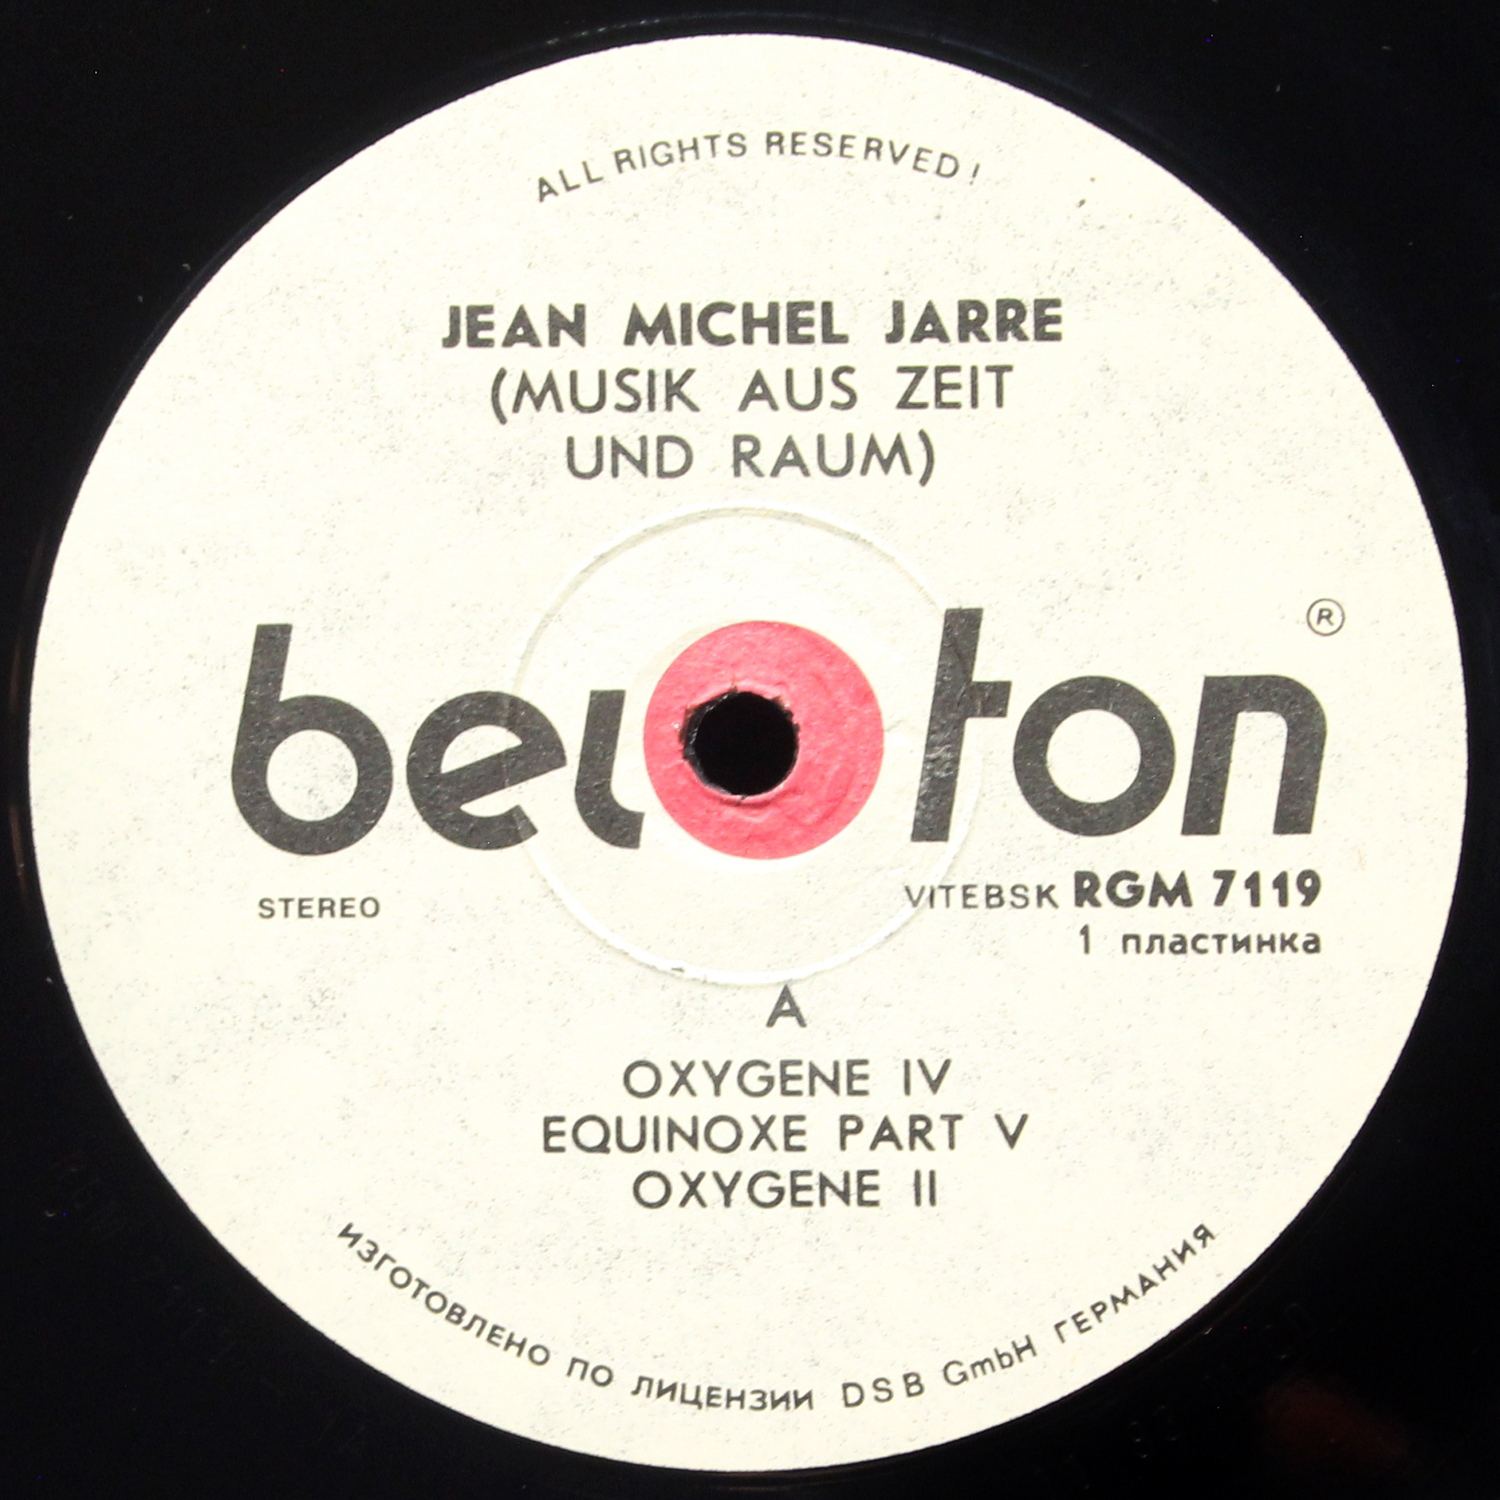 ALL RIGHTS RESERVED!
JEAN MICHEL JARRE
(MUSIK AUS ZEIT
UND RAUM)
belton ®
STEREO
VITEBSK RGM 7119
1 пластинка
A
OXYGENE IV
EQUINOXE PART V
OXYGENE II
ИЗГОТОВЛЕНО ПО ЛИЦЕНЗИИ DSB GmbH ГЕРМАНИЯ